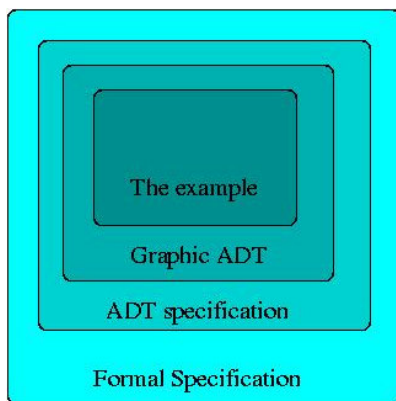 The example
Graphic ADT
ADT specification
Formal Specification